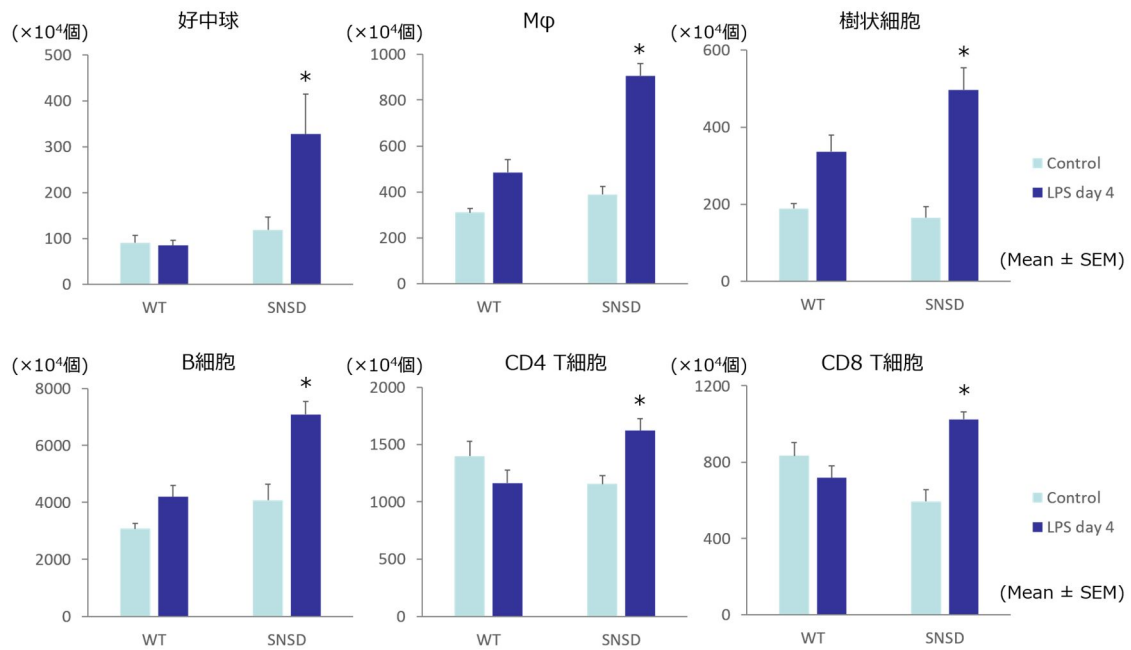 好中球
(×10⁴個)
500
400
300
200
100
0
*
WT
SNSD
Mφ
(×10⁴個)
1000
800
600
400
200
0
*
WT
SNSD
樹状細胞
(×10⁴個)
600
400
200
0
*
WT
SNSD
Control
LPS day 4
(Mean ± SEM)
B細胞
(×10⁴個)
8000
6000
4000
2000
0
*
WT
SNSD
CD4 T細胞
(×10⁴個)
2000
1500
1000
500
0
*
WT
SNSD
CD8 T細胞
(×10⁴個)
1200
800
400
0
*
WT
SNSD
Control
LPS day 4
(Mean ± SEM)